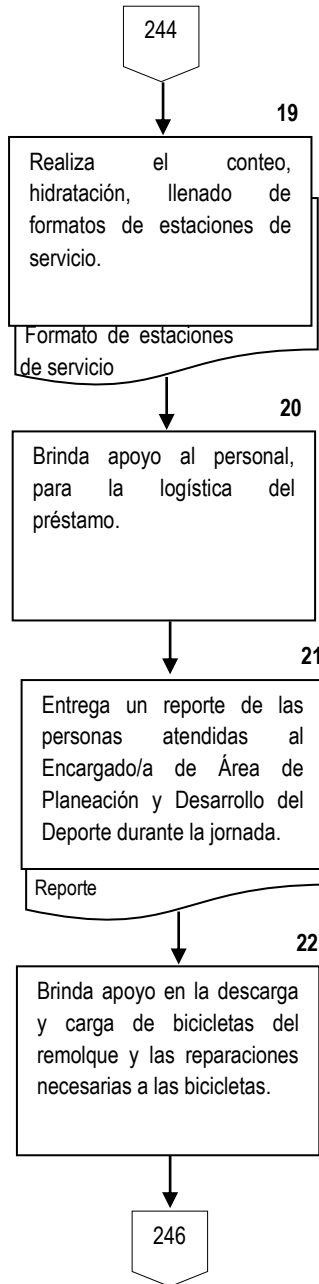 244
19
Realiza el conteo,
hidratación, llenado de
formatos de estaciones de
servicio.
Formato de estaciones
de servicio
20
Brinda apoyo al personal,
para la logística del
préstamo.
21
Entrega un reporte de las
personas atendidas al
Encargado/a de Área de
Planeación y Desarrollo del
Deporte durante la jornada.
Reporte
22
Brinda apoyo en la descarga
y carga de bicicletas del
remolque y las reparaciones
necesarias a las bicicletas.
246